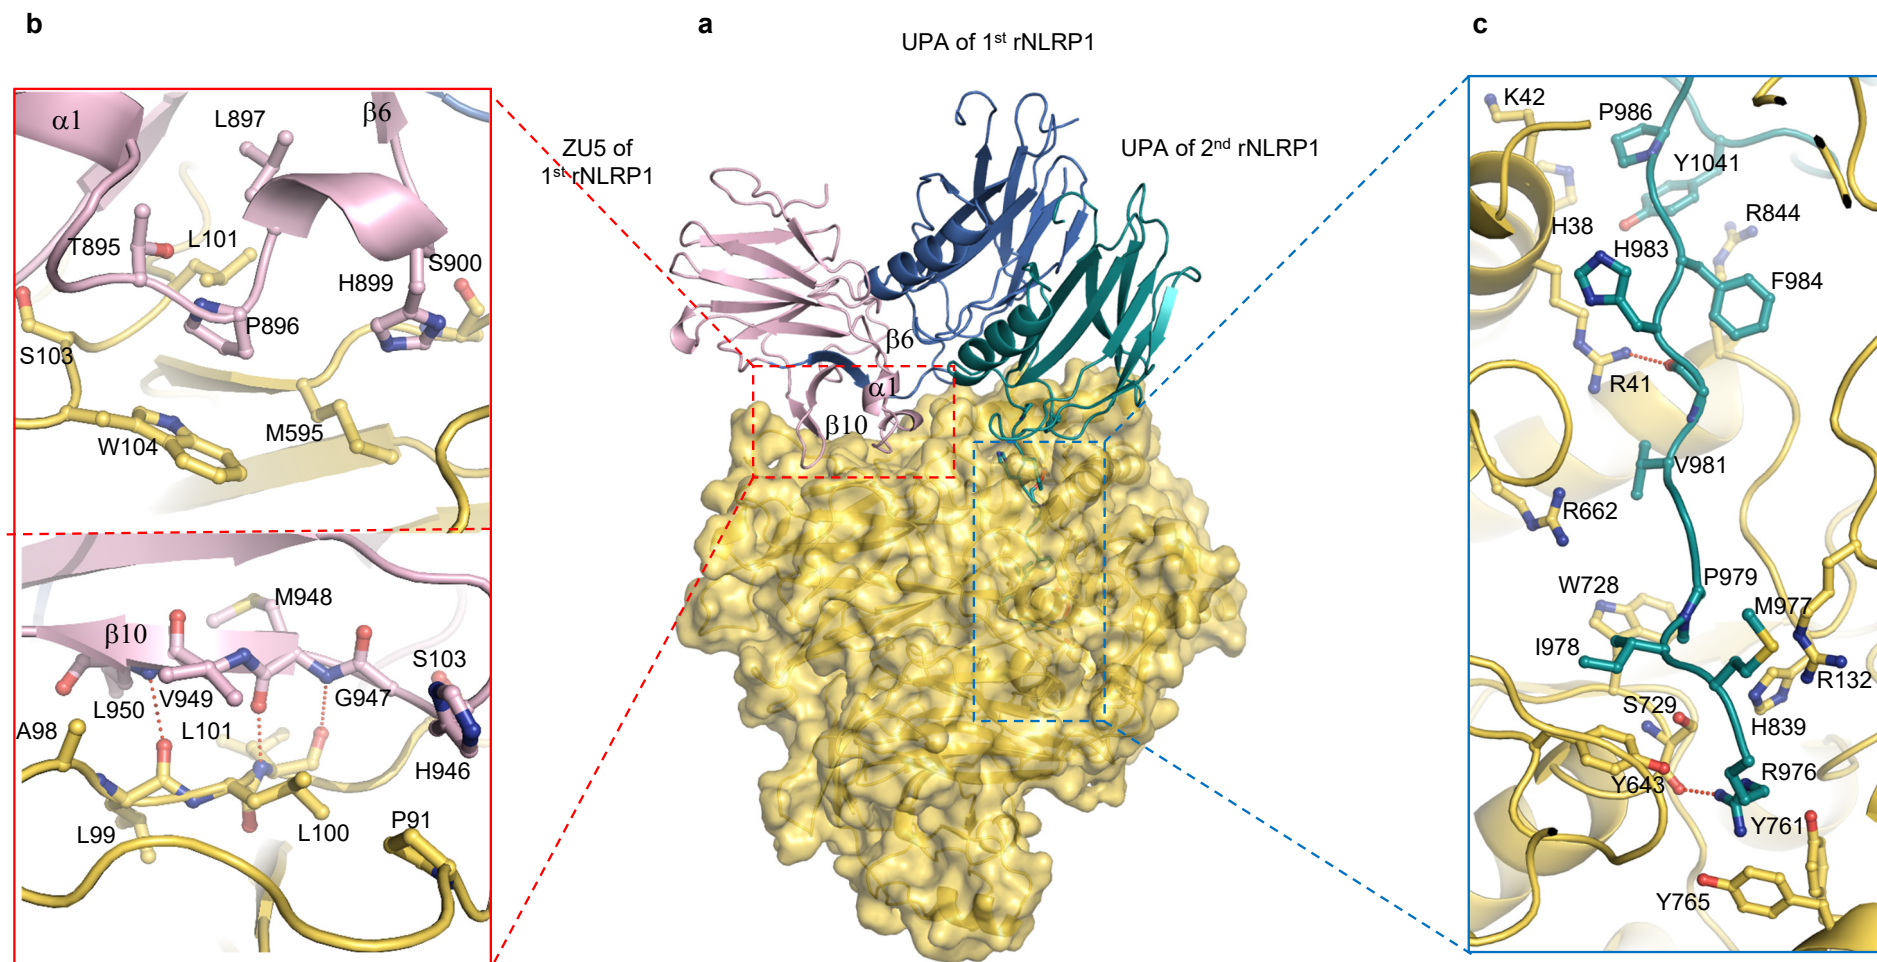 b
α1
L897
β6
T895
L101
H899
S900
P896
S103
W104
M595
M948
β10
S103
L950
V949
G947
A98
L101
H946
L99
L100
P91
a
UPA of 1st rNLRP1
ZU5 of
1st rNLRP1
UPA of 2nd rNLRP1
β6
α1
β10
c
K42
P986
Y1041
R844
H38
H983
F984
R41
V981
R662
W728
P979
M977
I978
R132
S729
H839
Y643
R976
Y761
Y765